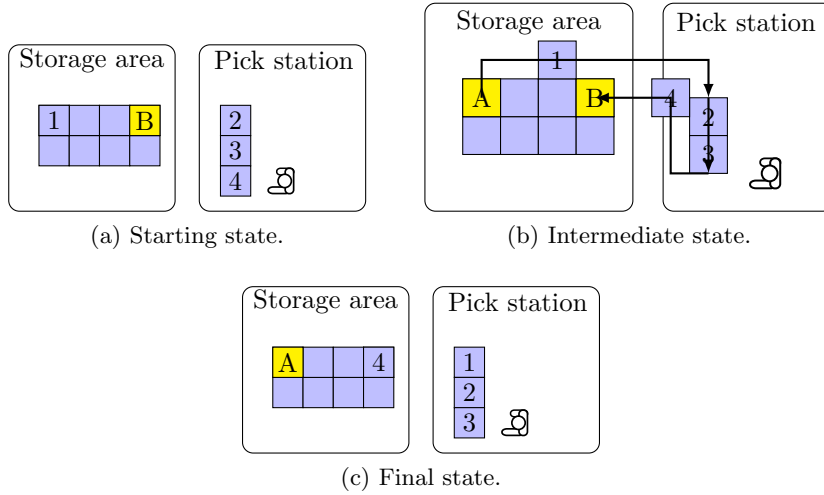 Storage area
Pick station
1
B
2
3
4
(a) Starting state.
Storage area
Pick station
1
A
B
4
2
3
(b) Intermediate state.
Storage area
Pick station
A
4
1
2
3
(c) Final state.